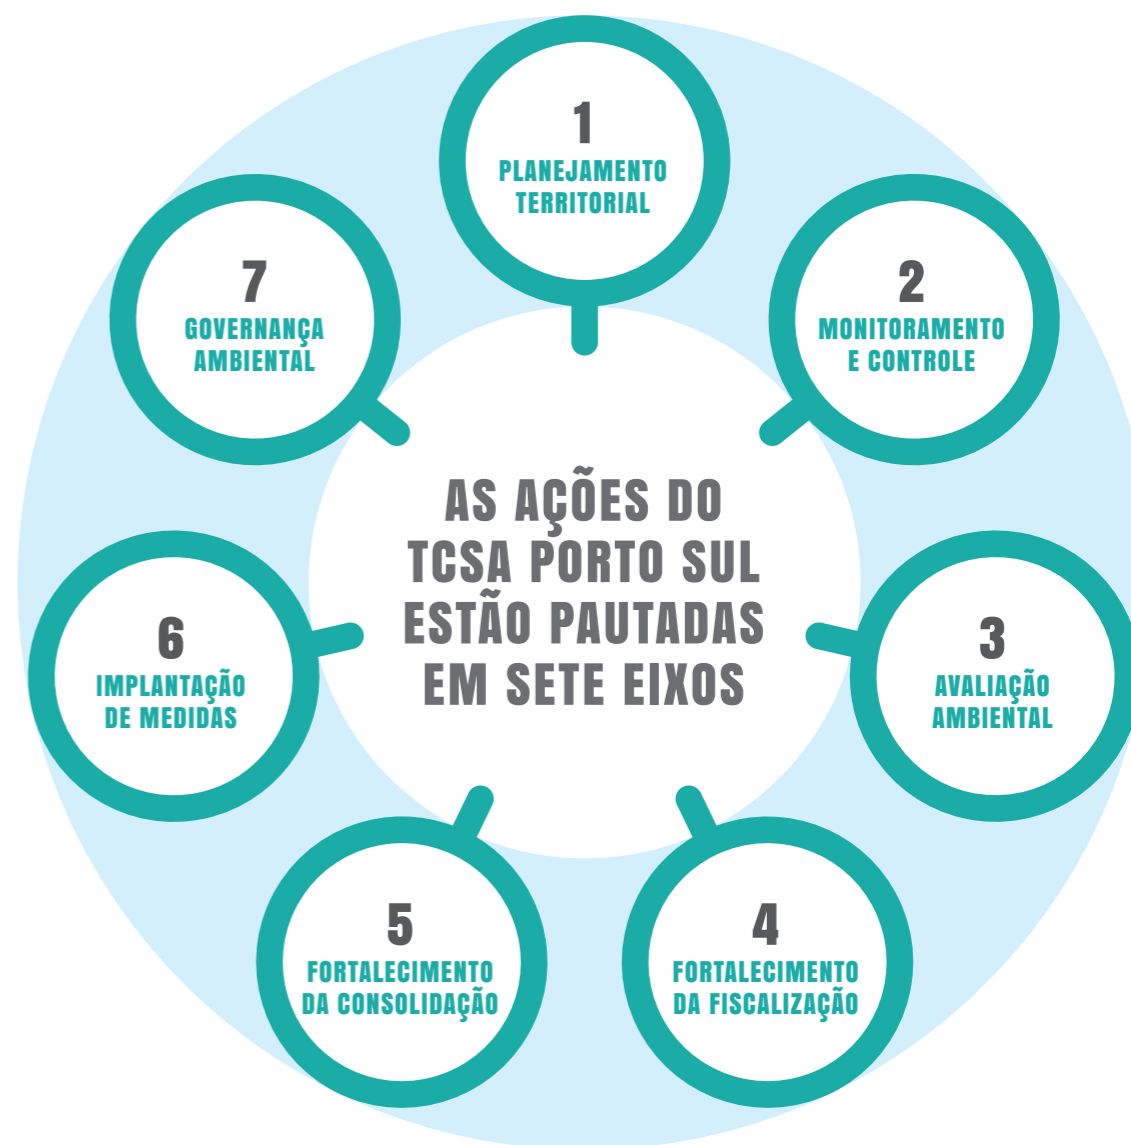 AS AÇÕES DO
TCSA PORTO SUL
ESTÃO PAUTADAS
EM SETE EIXOS
1
PLANEJAMENTO
TERRITORIAL
2
MONITORAMENTO
E CONTROLE
3
AVALIAÇÃO
AMBIENTAL
4
FORTALECIMENTO
DA FISCALIZAÇÃO
5
FORTALECIMENTO
DA CONSOLIDAÇÃO
6
IMPLANTAÇÃO
DE MEDIDAS
7
GOVERNANÇA
AMBIENTAL